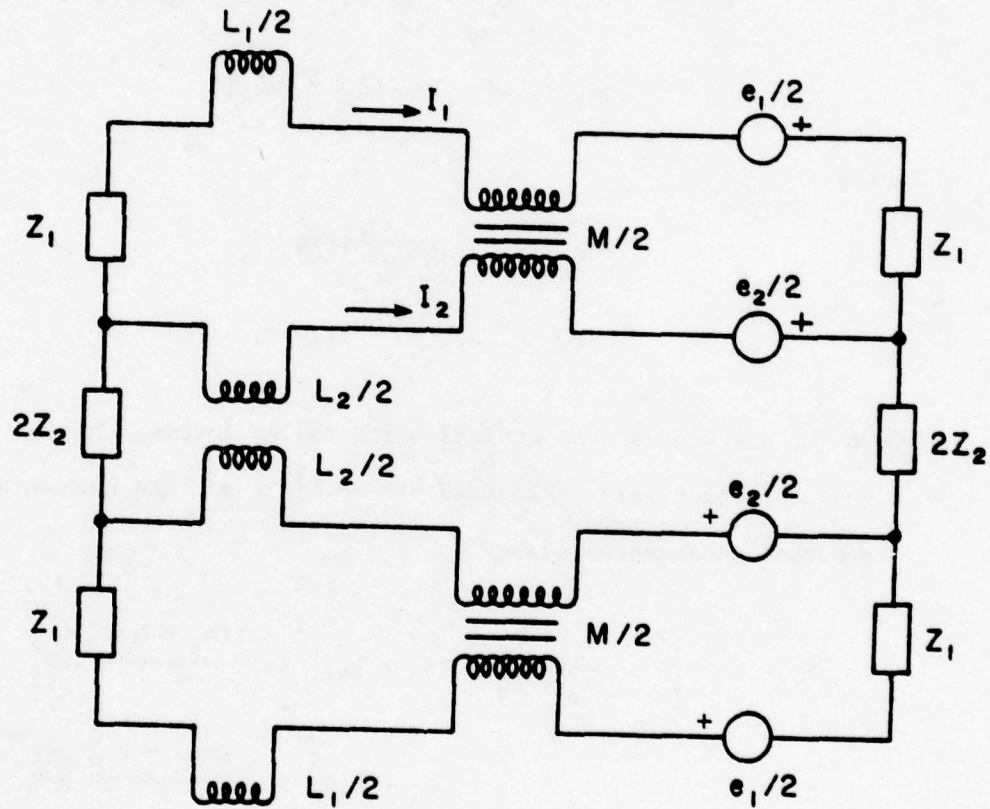 L₁/2
I₁
e₁/2
+
Z₁
M/2
Z₁
I₂
e₂/2
+
L₂/2
2Z₂
L₂/2
2Z₂
e₂/2
+
Z₁
M/2
Z₁
+
L₁/2
e₁/2